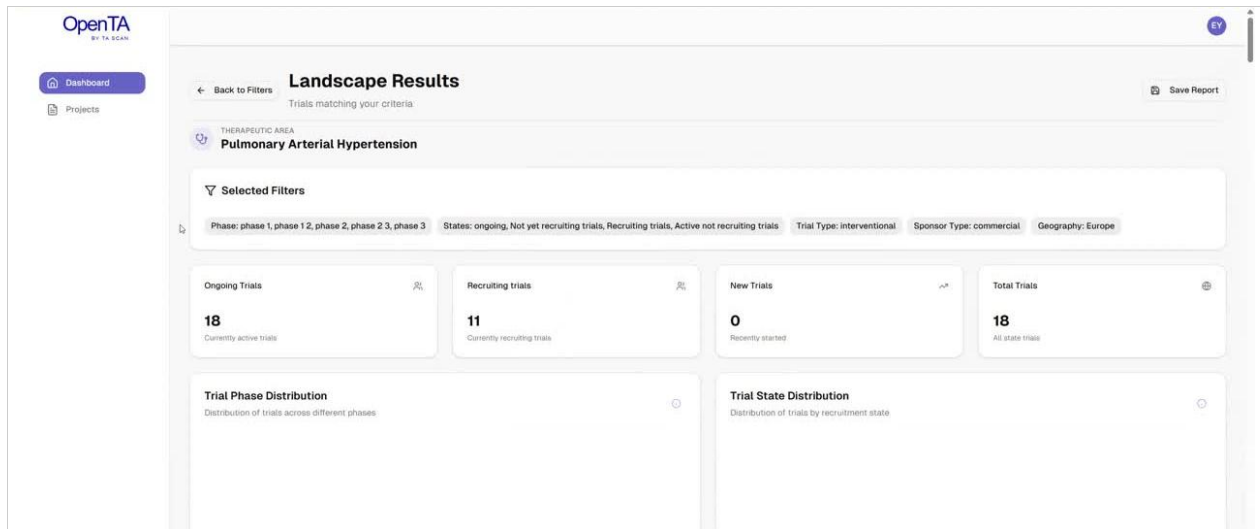 OpenTA
BY TA SCAN
EY
Dashboard
Projects
Back to Filters
Landscape Results
Trials matching your criteria
Save Report
THERAPEUTIC AREA
Pulmonary Arterial Hypertension
Selected Filters
Phase: phase 1, phase 1 2, phase 2, phase 2 3, phase 3
States: ongoing, Not yet recruiting trials, Recruiting trials, Active not recruiting trials
Trial Type: interventional
Sponsor Type: commercial
Geography: Europe
Ongoing Trials
18
Currently active trials
Recruiting trials
11
Currently recruiting trials
New Trials
0
Recently started
Total Trials
18
All state trials
Trial Phase Distribution
Distribution of trials across different phases
Trial State Distribution
Distribution of trials by recruitment state